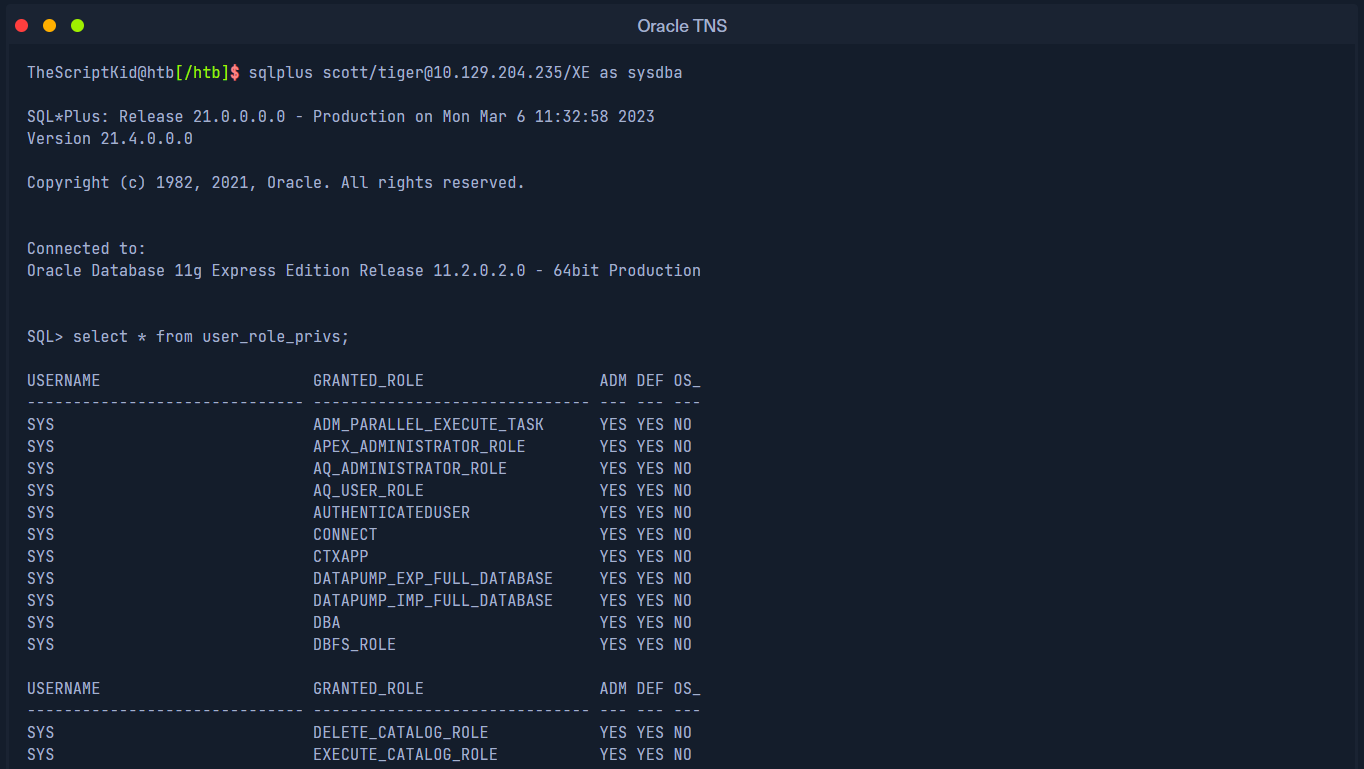 Oracle TNS
TheScriptKid@htb[/htb]$ sqlplus scott/tiger@10.129.204.235/XE as sysdba
SQL*Plus: Release 21.0.0.0.0 - Production on Mon Mar 6 11:32:58 2023
Version 21.4.0.0.0
Copyright (c) 1982, 2021, Oracle. All rights reserved.
Connected to:
Oracle Database 11g Express Edition Release 11.2.0.2.0 - 64bit Production
SQL> select * from user_role_privs;
USERNAME                       GRANTED_ROLE                   ADM DEF OS_
------------------------------ ------------------------------ --- --- ---
SYS                            ADM_PARALLEL_EXECUTE_TASK      YES YES NO
SYS                            APEX_ADMINISTRATOR_ROLE        YES YES NO
SYS                            AQ_ADMINISTRATOR_ROLE          YES YES NO
SYS                            AQ_USER_ROLE                   YES YES NO
SYS                            AUTHENTICATEDUSER              YES YES NO
SYS                            CONNECT                        YES YES NO
SYS                            CTXAPP                         YES YES NO
SYS                            DATAPUMP_EXP_FULL_DATABASE     YES YES NO
SYS                            DATAPUMP_IMP_FULL_DATABASE     YES YES NO
SYS                            DBA                            YES YES NO
SYS                            DBFS_ROLE                      YES YES NO
USERNAME                       GRANTED_ROLE                   ADM DEF OS_
------------------------------ ------------------------------ --- --- ---
SYS                            DELETE_CATALOG_ROLE            YES YES NO
SYS                            EXECUTE_CATALOG_ROLE           YES YES NO